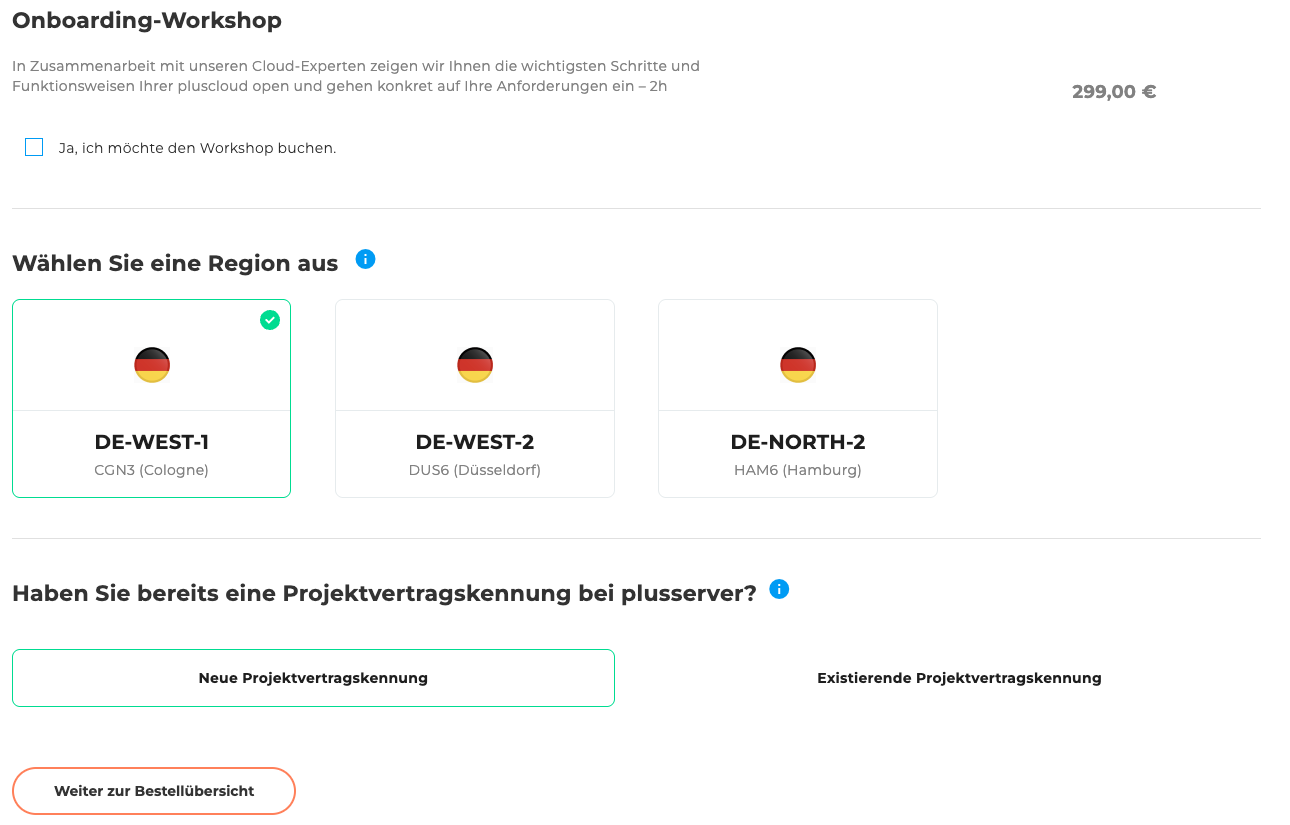 Onboarding-Workshop
In Zusammenarbeit mit unseren Cloud-Experten zeigen wir Ihnen die wichtigsten Schritte und
Funktionsweisen Ihrer pluscloud open und gehen konkret auf Ihre Anforderungen ein – 2h
299,00 €
Ja, ich möchte den Workshop buchen.
Wählen Sie eine Region aus
DE-WEST-1
CGN3 (Cologne)
DE-WEST-2
DUS6 (Düsseldorf)
DE-NORTH-2
HAM6 (Hamburg)
Haben Sie bereits eine Projektvertragskennung bei plusserver?
Neue Projektvertragskennung
Existierende Projektvertragskennung
Weiter zur Bestellübersicht